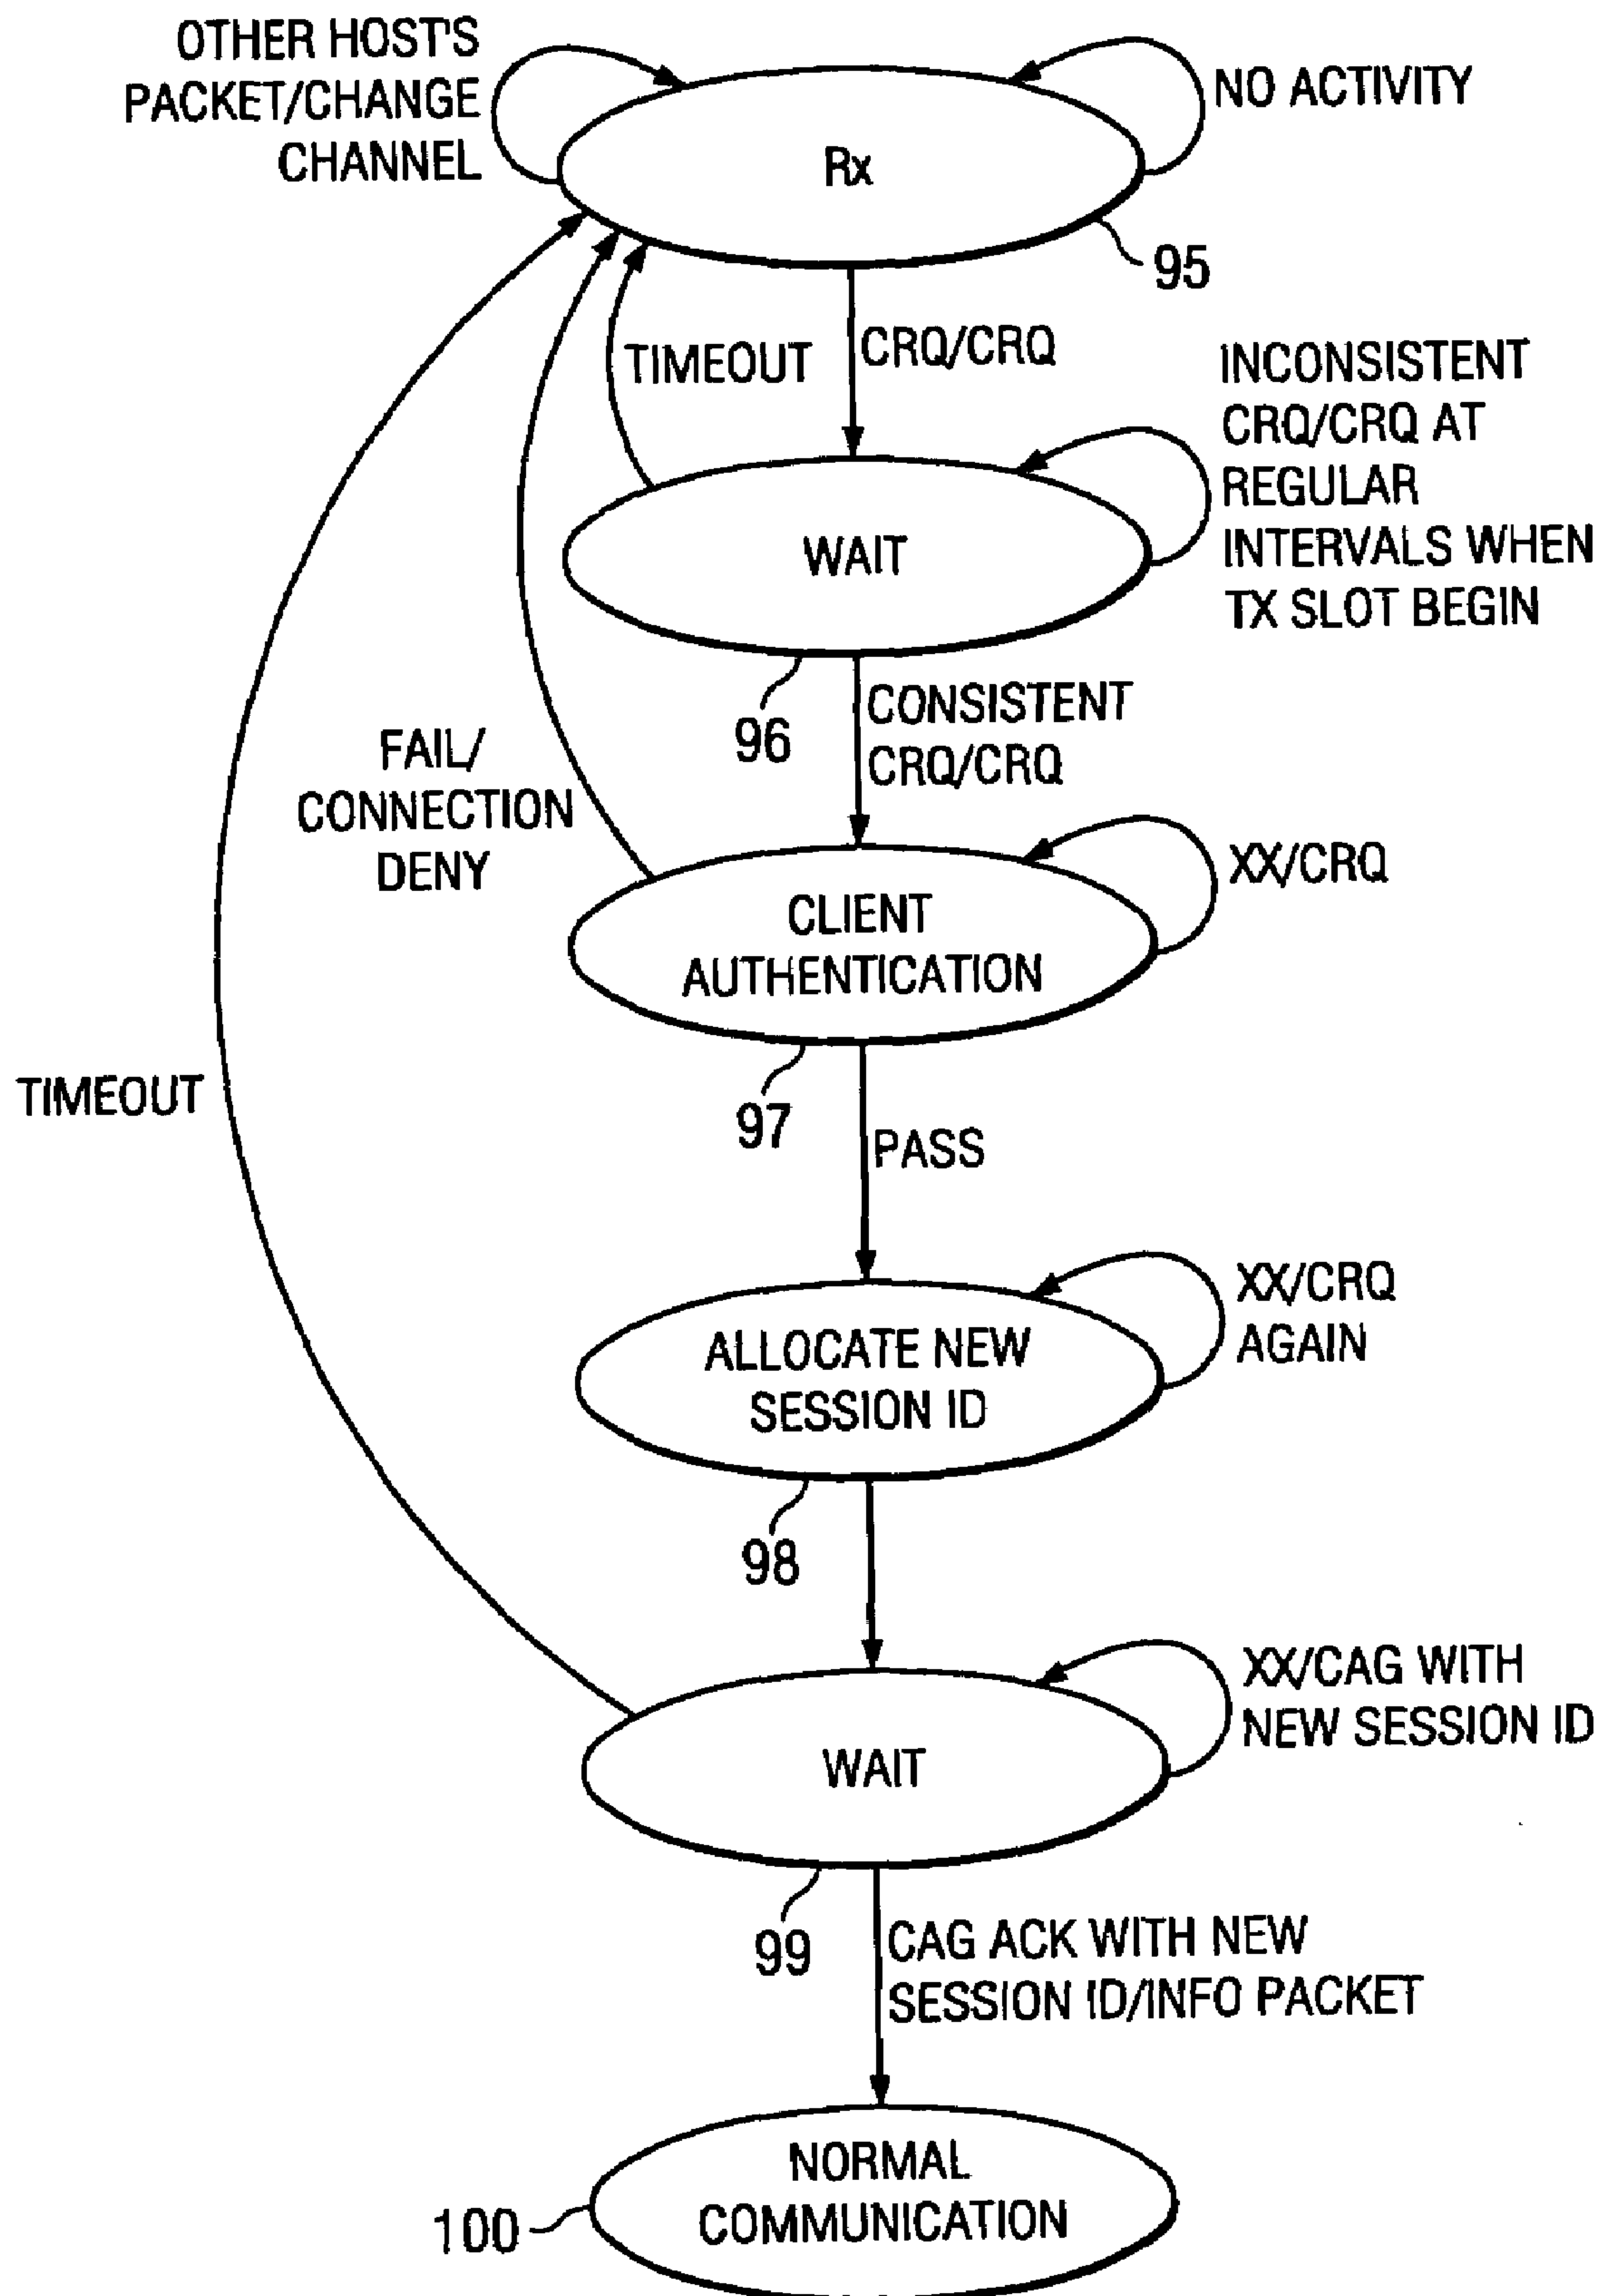 OTHER HOST'S
PACKET/CHANGE
CHANNEL
NO ACTIVITY
Rx
95
TIMEOUT
CRQ/CRQ
INCONSISTENT
CRQ/CRQ AT
REGULAR
INTERVALS WHEN
TX SLOT BEGIN
WAIT
96
CONSISTENT
CRQ/CRQ
FAIL/
CONNECTION
DENY
XX/CRQ
CLIENT
AUTHENTICATION
97
TIMEOUT
PASS
XX/CRQ
AGAIN
ALLOCATE NEW
SESSION ID
98
XX/CAG WITH
NEW SESSION ID
WAIT
99
CAG ACK WITH NEW
SESSION ID/INFO PACKET
NORMAL
COMMUNICATION
100